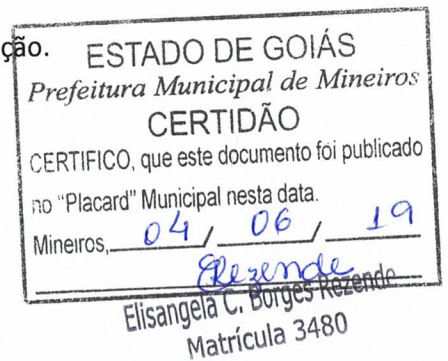 ção.
ESTADO DE GOIÁS
Prefeitura Municipal de Mineiros
CERTIDÃO
CERTIFICO, que este documento foi publicado
no "Placard" Municipal nesta data.
Mineiros, 04 / 06 / 19
Rezende
Elisangela C. Borges Rezende
Matrícula 3480